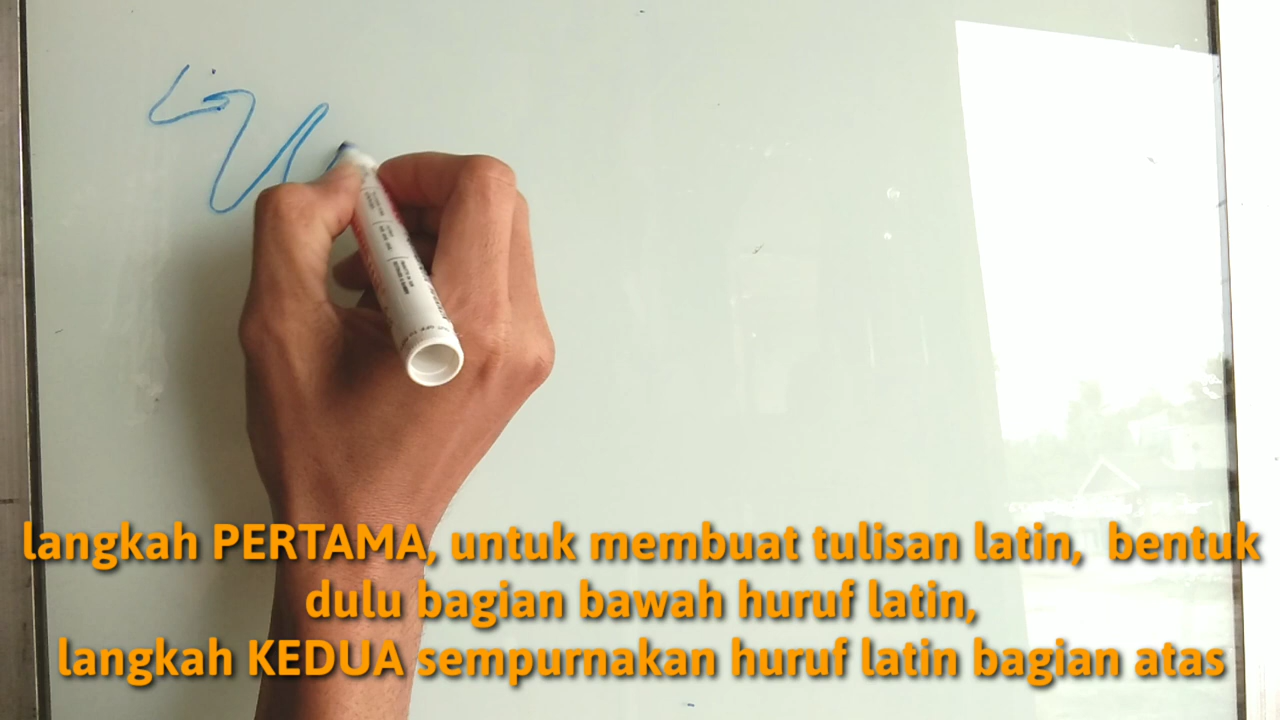 langkah PERTAMA, untuk membuat tulisan latin, bentuk
dulu bagian bawah huruf latin,
langkah KEDUA sempurnakan huruf latin bagian atas